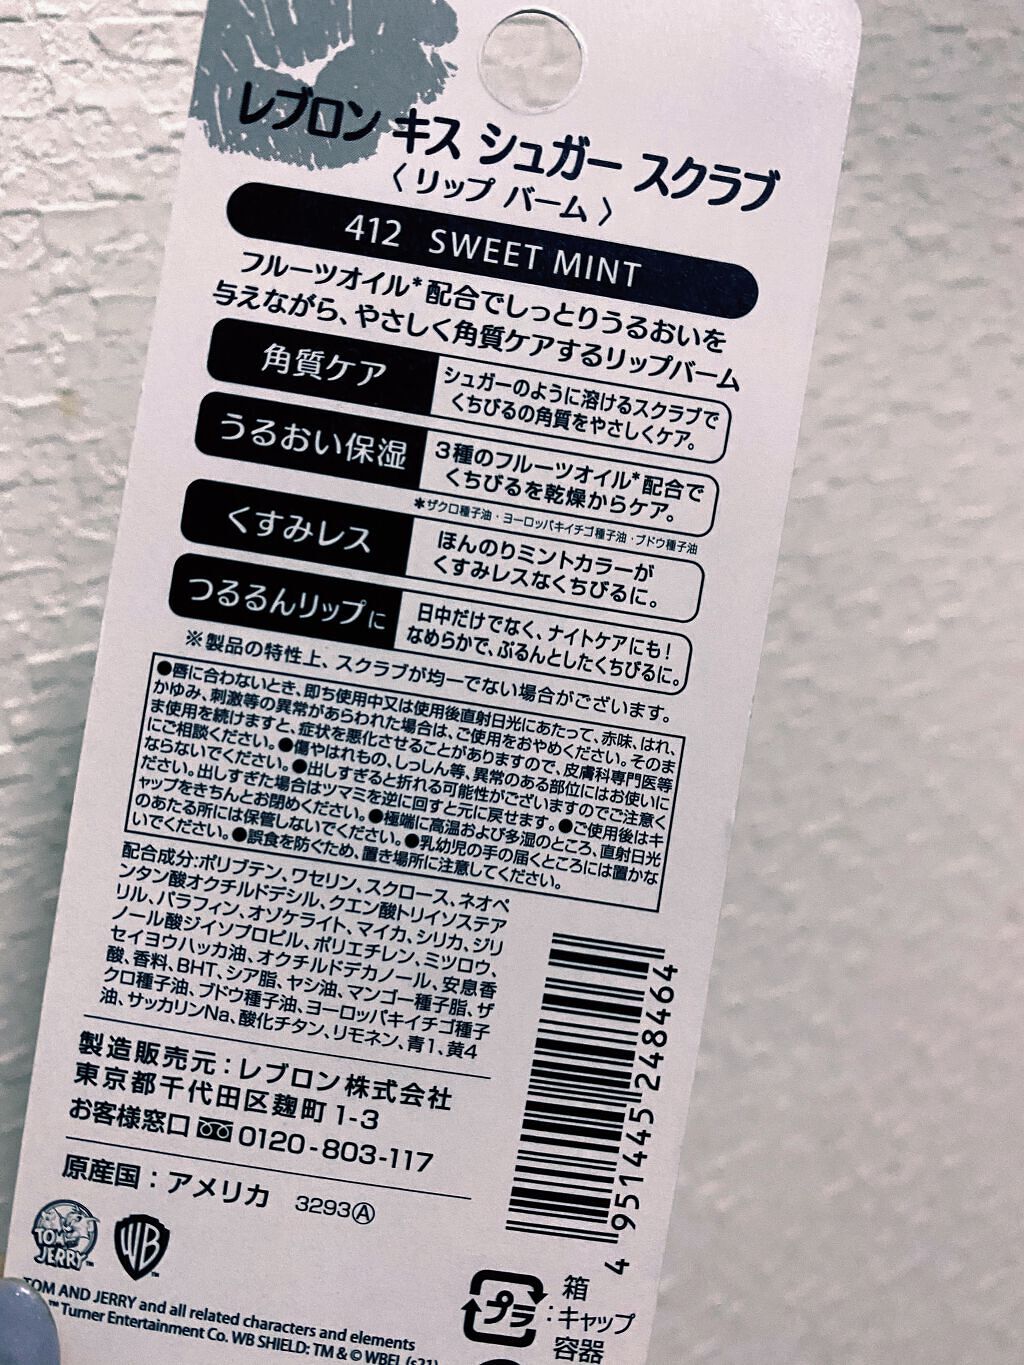 レブロン キス シュガー スクラブ
〈 リップ バーム 〉
412 SWEET MINT
フルーツオイル*配合でしっとりうるおいを
与えながら、やさしく角質ケアするリップバーム
角質ケア
シュガーのように溶けるスクラブで
くちびるの角質をやさしくケア。
うるおい保湿
3種のフルーツオイル*配合で
くちびるを乾燥からケア。
*ザクロ種子油・ヨーロッパキイチゴ種子油・ブドウ種子油
くすみレス
ほんのりミントカラーが
くすみレスなくちびるに。
つるるんリップに
日中だけでなく、ナイトケアにも!
なめらかで、ぷるんとしたくちびるに。
※製品の特性上、スクラブが均一でない場合がございます。
●唇に合わないとき、即ち使用中又は使用後直射日光にあたって、赤味、はれ、
かゆみ、刺激等の異常があらわれた場合は、ご使用をおやめください。そのま
ま使用を続けますと、症状を悪化させることがありますので、皮膚科専門医等
にご相談ください。●傷やはれもの、しっしん等、異常のある部位にはお使いに
ならないでください。●出しすぎると折れる可能性がございますのでご注意く
ださい。出しすぎた場合はツマミを逆に回すと元に戻せます。●ご使用後はキ
ャップをきちんとお閉めください。●極端に高温および多湿のところ、直射日光
のあたる所には保管しないでください。●乳幼児の手の届くところには置かな
いでください。●誤食を防ぐため、置き場所に注意してください。
配合成分:ポリブテン、ワセリン、スクロース、ネオペ
ンタン酸オクチルドデシル、クエン酸トリイソステア
リル、パラフィン、オゾケライト、マイカ、シリカ、ジリ
ノール酸ジイソプロピル、ポリエチレン、ミツロウ、
セイヨウハッカ油、オクチルドデカノール、安息香
酸、香料、BHT、シア脂、ヤシ油、マンゴー種子脂、ザ
クロ種子油、ブドウ種子油、ヨーロッパキイチゴ種子
油、サッカリンNa、酸化チタン、リモネン、青1、黄4
製造販売元:レブロン株式会社
東京都千代田区麹町1-3
お客様窓口 0120-803-117
原産国:アメリカ 3293Ⓐ
4 951445 248464
TOM AND JERRY™
WB™
TOM AND JERRY and all related characters and elements
™ Turner Entertainment Co. WB SHIELD: TM & © WBEI. (s21)
プラ
箱
:キャップ
容器